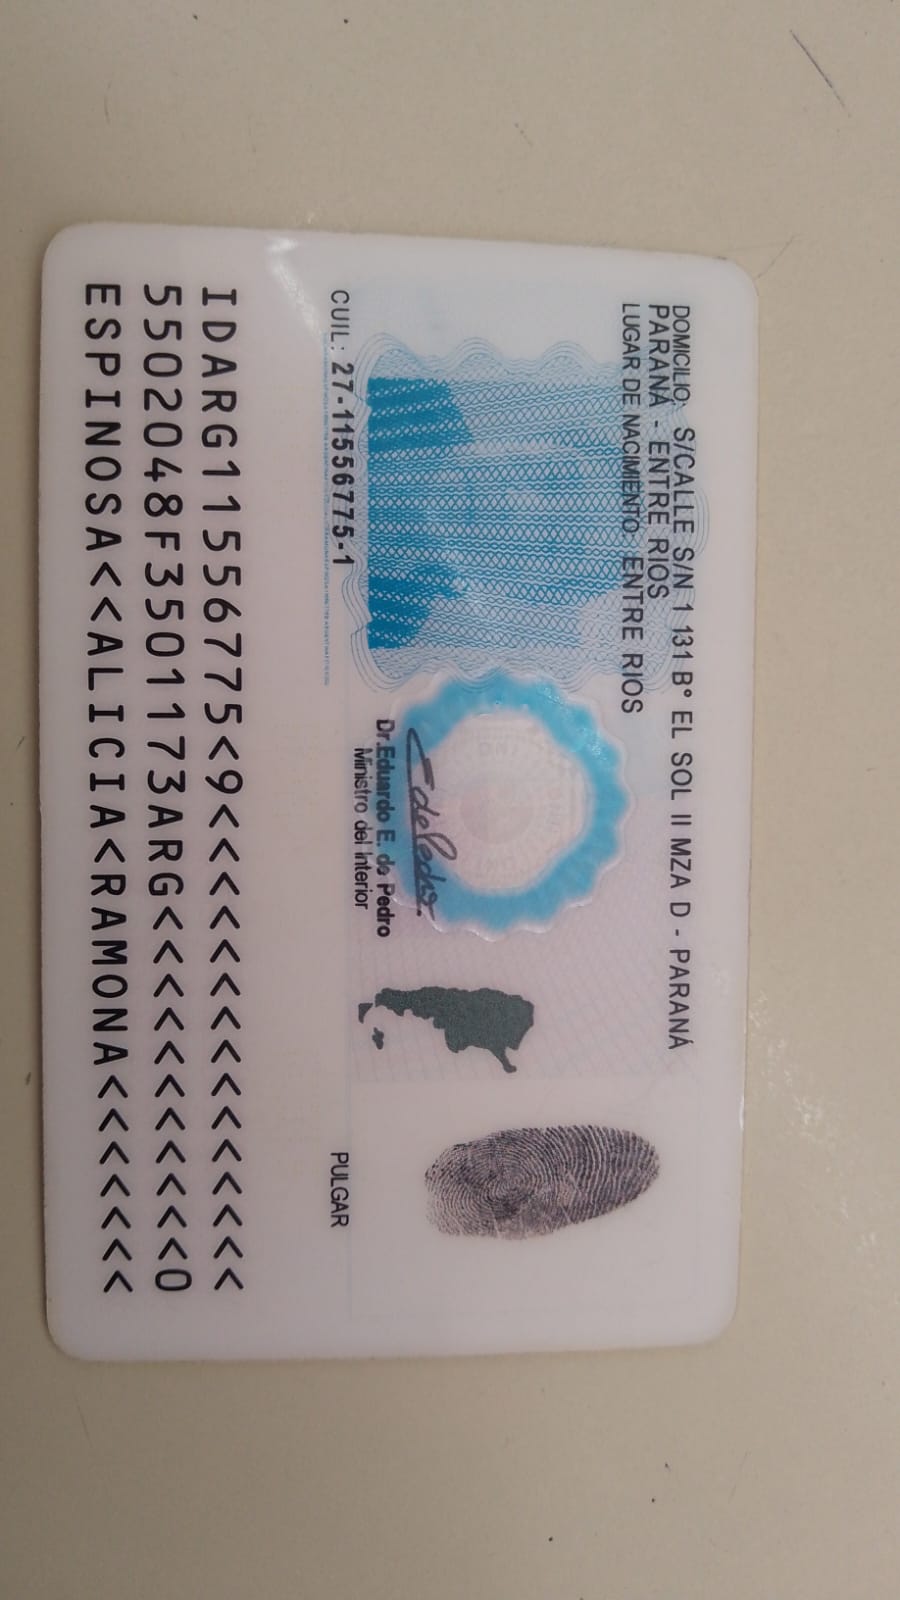 DOMICILIO: S/CALLE S/N 1 131 B° EL SOL II MZA D - PARANÁ
PARANÁ - ENTRE RIOS
LUGAR DE NACIMIENTO: ENTRE RIOS
Dr. Eduardo E. de Pedro
Ministro del Interior
CUIL: 27-11556775-1
PULGAR
IDARG11556775<9<<<<<<<<<<<<<<<
5502048F3501173ARG<<<<<<<<<<<0
ESPINOSA<<ALICIA<RAMONA<<<<<<<